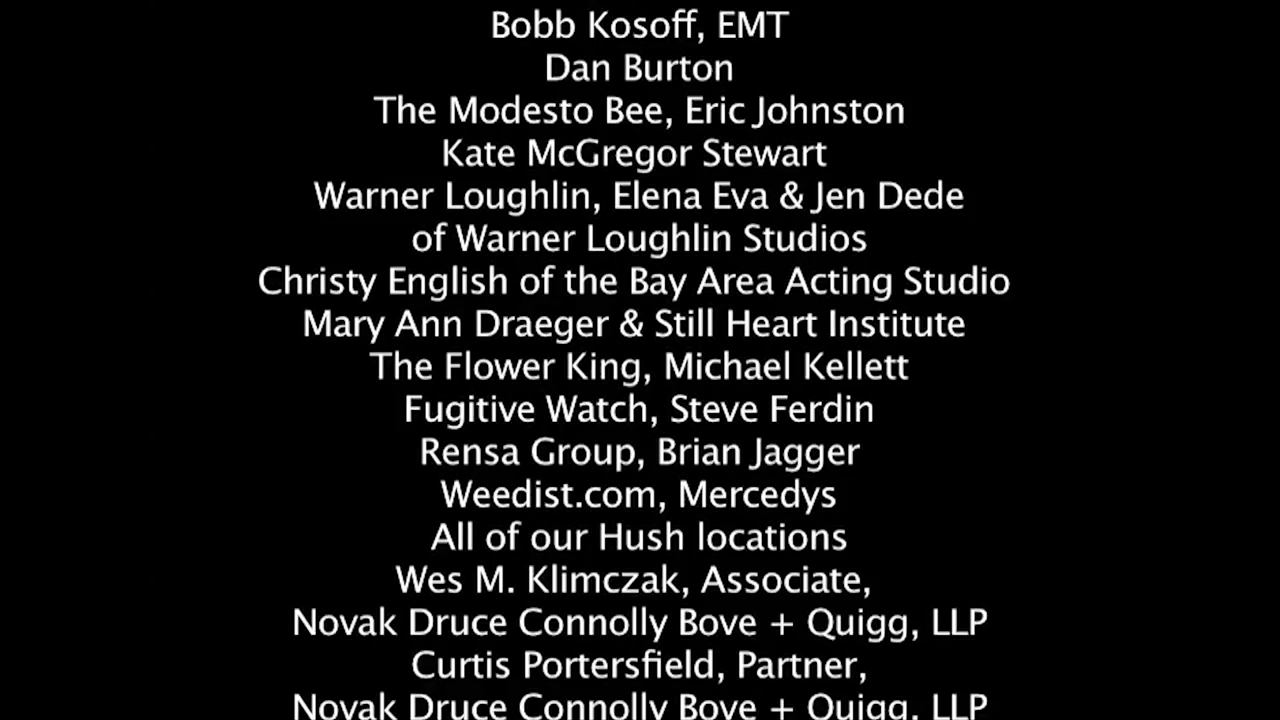 Bobb Kosoff, EMT
Dan Burton
The Modesto Bee, Eric Johnston
Kate McGregor Stewart
Warner Loughlin, Elena Eva & Jen Dede
of Warner Loughlin Studios
Christy English of the Bay Area Acting Studio
Mary Ann Draeger & Still Heart Institute
The Flower King, Michael Kellett
Fugitive Watch, Steve Ferdin
Rensa Group, Brian Jagger
Weedist.com, Mercedys
All of our Hush locations
Wes M. Klimczak, Associate,
Novak Druce Connolly Bove + Quigg, LLP
Curtis Portersfield, Partner,
Novak Druce Connolly Bove + Quigg, LLP